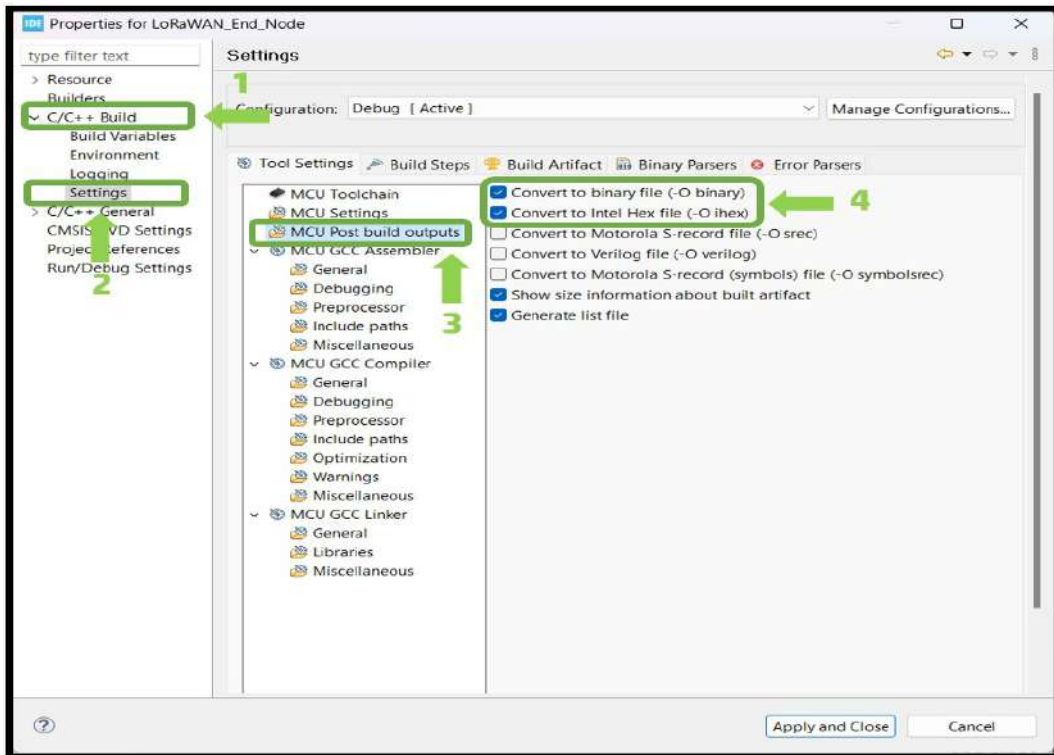 IDE Properties for LoRaWAN_End_Node
type filter text
Settings
Resource
Builders
C/C++ Build
Build Variables
Environment
Logging
Settings
C/C++ General
CMSIS VD Settings
Project References
Run/Debug Settings
1
2
Configuration: Debug [ Active ]
Manage Configurations...
Tool Settings Build Steps Build Artifact Binary Parsers Error Parsers
MCU Toolchain
MCU Settings
MCU Post build outputs
MCU GCC Assembler
General
Debugging
Preprocessor
Include paths
Miscellaneous
MCU GCC Compiler
General
Debugging
Preprocessor
Include paths
Optimization
Warnings
Miscellaneous
MCU GCC Linker
General
Libraries
Miscellaneous
3
Convert to binary file (-O binary)
Convert to Intel Hex file (-O ihex)
4
Convert to Motorola S-record file (-O srec)
Convert to Verilog file (-O verilog)
Convert to Motorola S-record (symbols) file (-O symbolsrec)
Show size information about built artifact
Generate list file
?
Apply and Close
Cancel